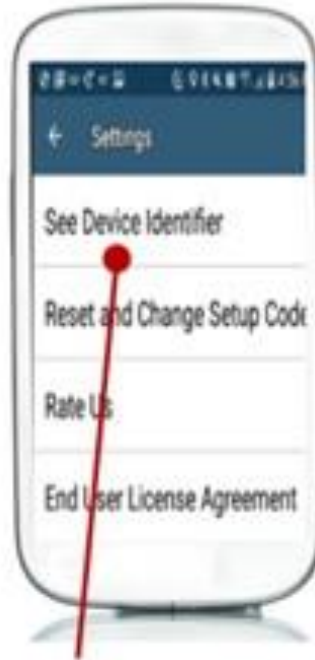 Settings
See Device Identifier
Reset and Change Setup Code
Rate Us
End User License Agreement